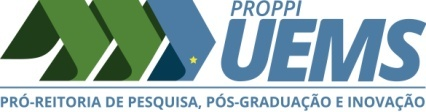 PROPPI
UEMS
PRÓ-REITORIA DE PESQUISA, PÓS-GRADUAÇÃO E INOVAÇÃO